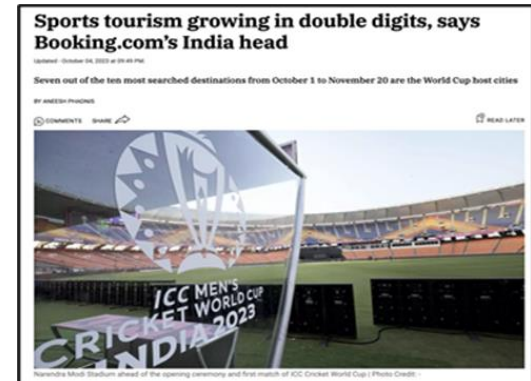 Sports tourism growing in double digits, says
Booking.com's India head
Updated - October 04, 2023 at 09:49 PM.
Seven out of the ten most searched destinations from October 1 to November 20 are the World Cup host cities
BY ANEESH PHADNIS
COMMENTS SHARE READ LATER
ICC MEN'S
CRICKET WORLD CUP
INDIA 2023
Narendra Modi Stadium ahead of the opening ceremony and first match of ICC Cricket World Cup | Photo Credit: -